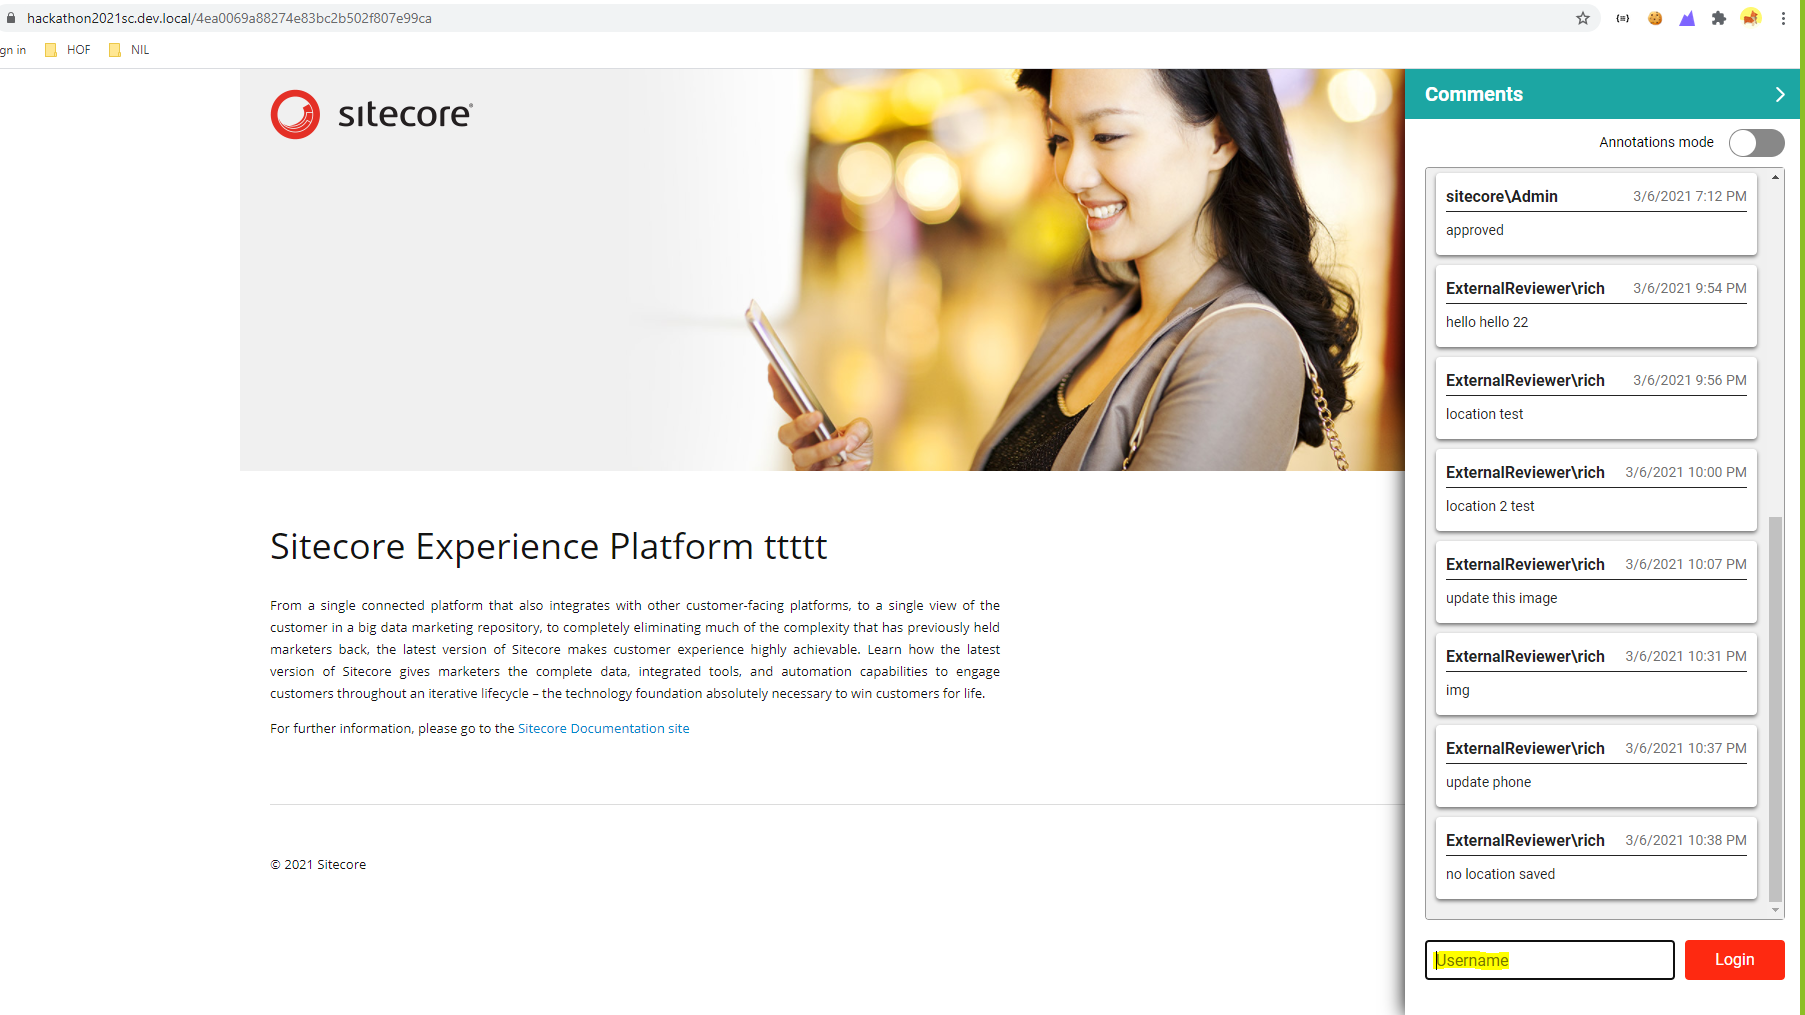 hackathon2021sc.dev.local/4ea0069a88274e83bc2b502f807e99ca
gn in HOF NIL
sitecore®
Comments
Annotations mode
sitecore\Admin 3/6/2021 7:12 PM
approved
ExternalReviewer\rich 3/6/2021 9:54 PM
hello hello 22
ExternalReviewer\rich 3/6/2021 9:56 PM
location test
ExternalReviewer\rich 3/6/2021 10:00 PM
location 2 test
ExternalReviewer\rich 3/6/2021 10:07 PM
update this image
ExternalReviewer\rich 3/6/2021 10:31 PM
img
ExternalReviewer\rich 3/6/2021 10:37 PM
update phone
ExternalReviewer\rich 3/6/2021 10:38 PM
no location saved
Username Login
Sitecore Experience Platform ttttt
From a single connected platform that also integrates with other customer-facing platforms, to a single view of the
customer in a big data marketing repository, to completely eliminating much of the complexity that has previously held
marketers back, the latest version of Sitecore makes customer experience highly achievable. Learn how the latest
version of Sitecore gives marketers the complete data, integrated tools, and automation capabilities to engage
customers throughout an iterative lifecycle – the technology foundation absolutely necessary to win customers for life.
For further information, please go to the Sitecore Documentation site
© 2021 Sitecore